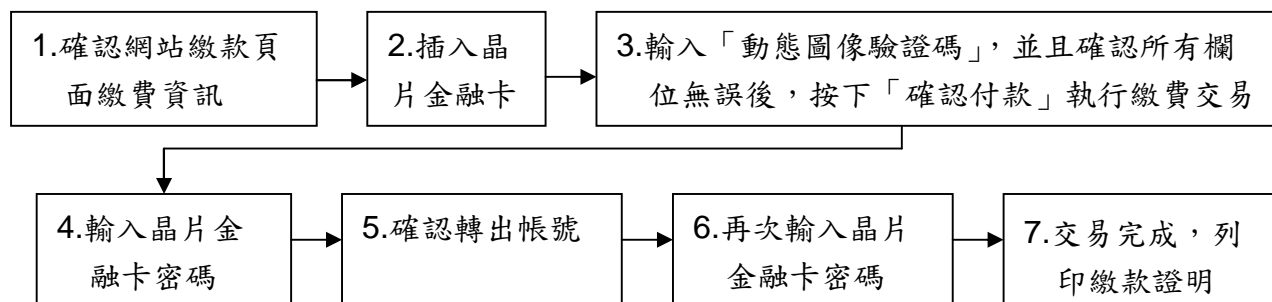 1.確認網站繳款頁
面繳費資訊
2.插入晶
片金融卡
3.輸入「動態圖像驗證碼」，並且確認所有欄
位無誤後，按下「確認付款」執行繳費交易
4.輸入晶片金
融卡密碼
5.確認轉出帳號
6.再次輸入晶片
金融卡密碼
7.交易完成，列
印繳款證明